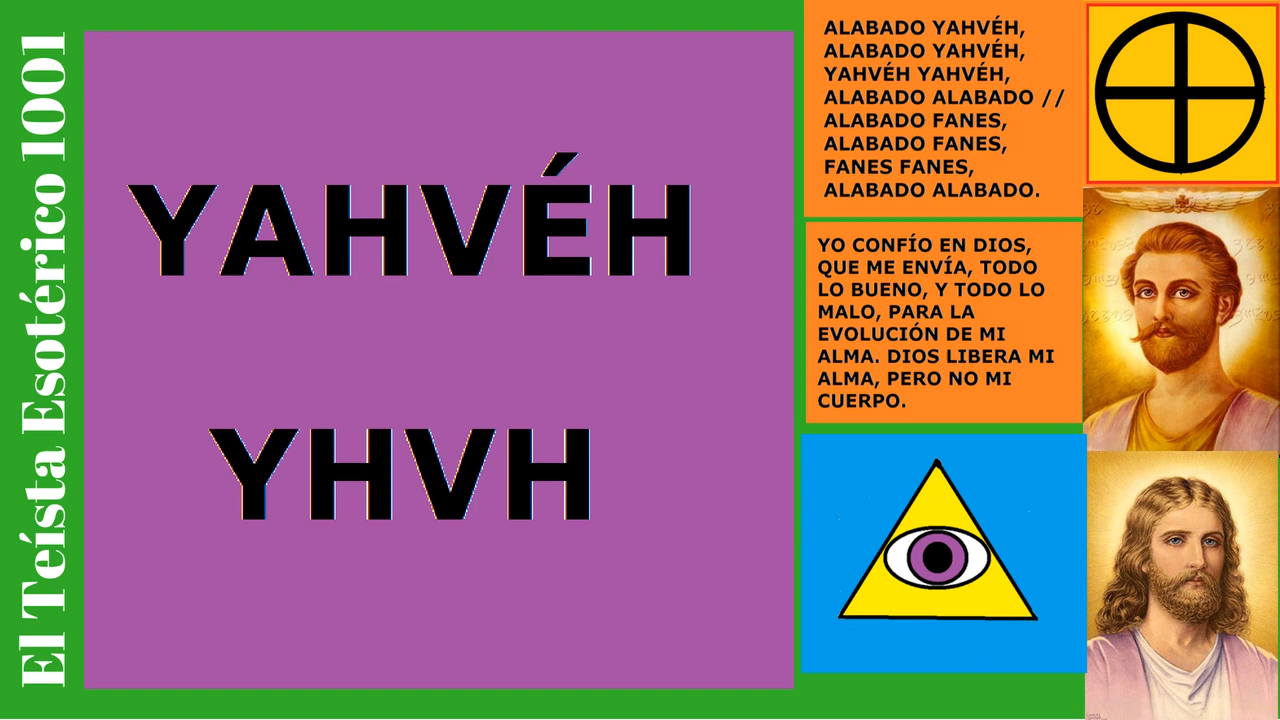 El Teísta Esotérico 1001
YAHVÉH
YHVH
ALABADO YAHVÉH,
ALABADO YAHVÉH,
YAHVÉH YAHVÉH,
ALABADO ALABADO //
ALABADO FANES,
ALABADO FANES,
FANES FANES,
ALABADO ALABADO.
YO CONFÍO EN DIOS,
QUE ME ENVÍA, TODO
LO BUENO, Y TODO LO
MALO, PARA LA
EVOLUCIÓN DE MI
ALMA. DIOS LIBERA MI
ALMA, PERO NO MI
CUERPO.